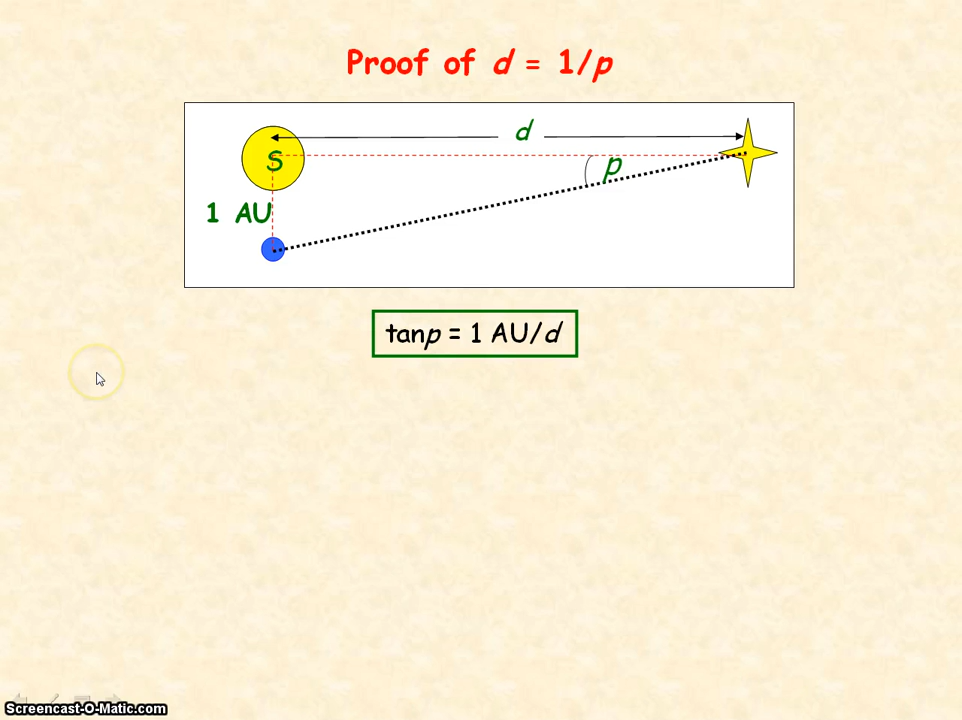 Proof of d = 1/p
d
S
p
1 AU
tanp = 1 AU/d
Screencast-O-Matic.com